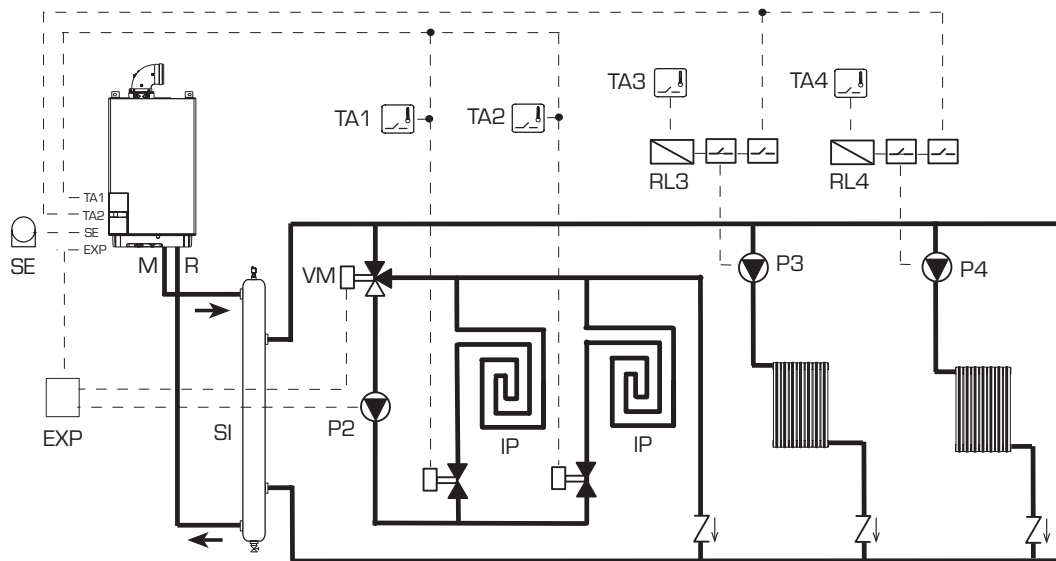 TA3
TA4
TA1
TA2
RL3
RL4
TA1
TA2
SE
EXP
SE
M
R
VM
P3
P4
EXP
SI
P2
IP
IP